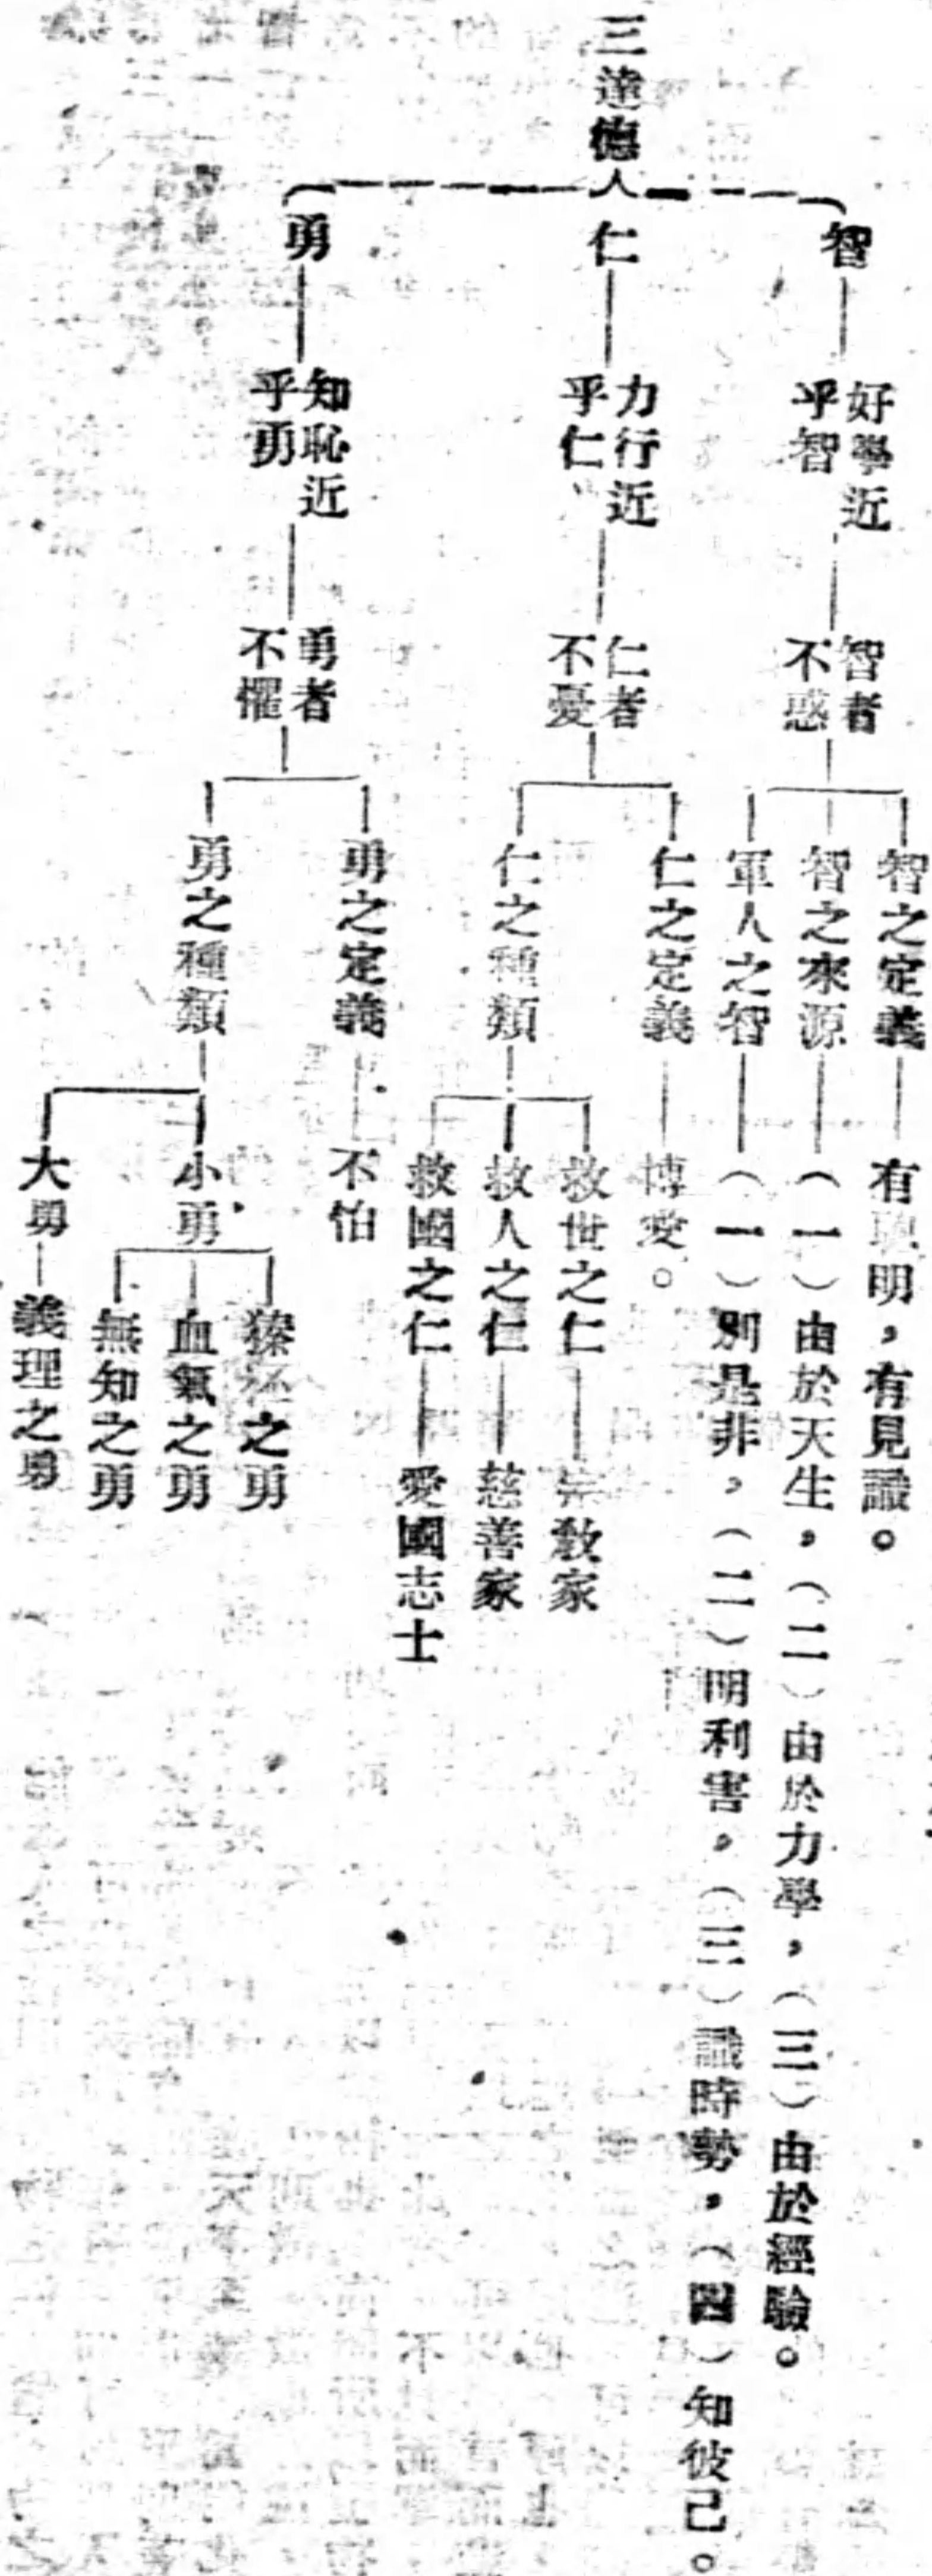 三達德
智
好學近
乎智
智者
不惑
智之定義
有聰明，有見識。
智之來源
（一）由於天生，（二）由於力學，（三）由於經驗。
軍人之智
（一）別是非，（二）明利害，（三）識時勢，（四）知彼己。
仁
力行近
乎仁
仁者
不憂
仁之定義
博愛。
仁之種類
救世之仁
宗教家
救人之仁
慈善家
救國之仁
愛國志士
勇
知恥近
乎勇
勇者
不懼
勇之定義
不怕
勇之種類
小勇
獉狉之勇
血氣之勇
無知之勇
大勇
義理之勇